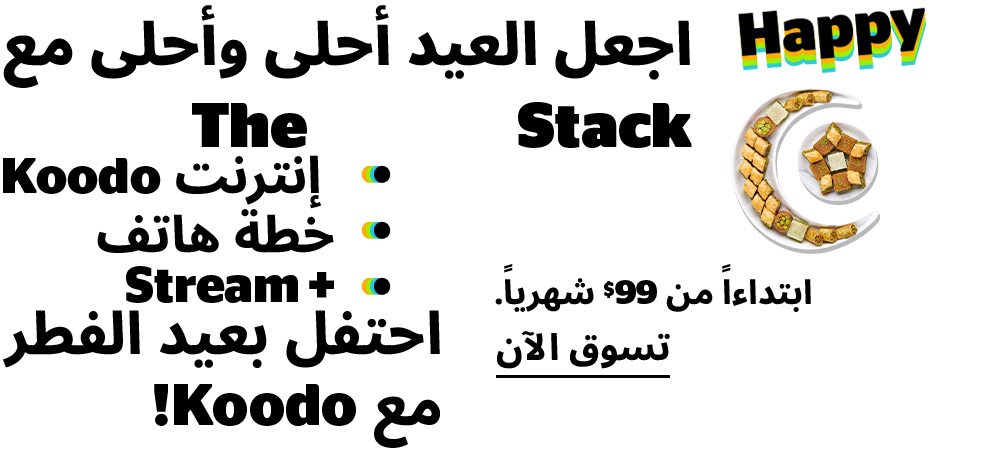 Happy
اجعل العيد أحلى وأحلى مع
The Stack
إنترنت Koodo
خطة هاتف
Stream+
ابتداءاً من 99$ شهرياً.
تسوق الآن
احتفل بعيد الفطر
مع Koodo!